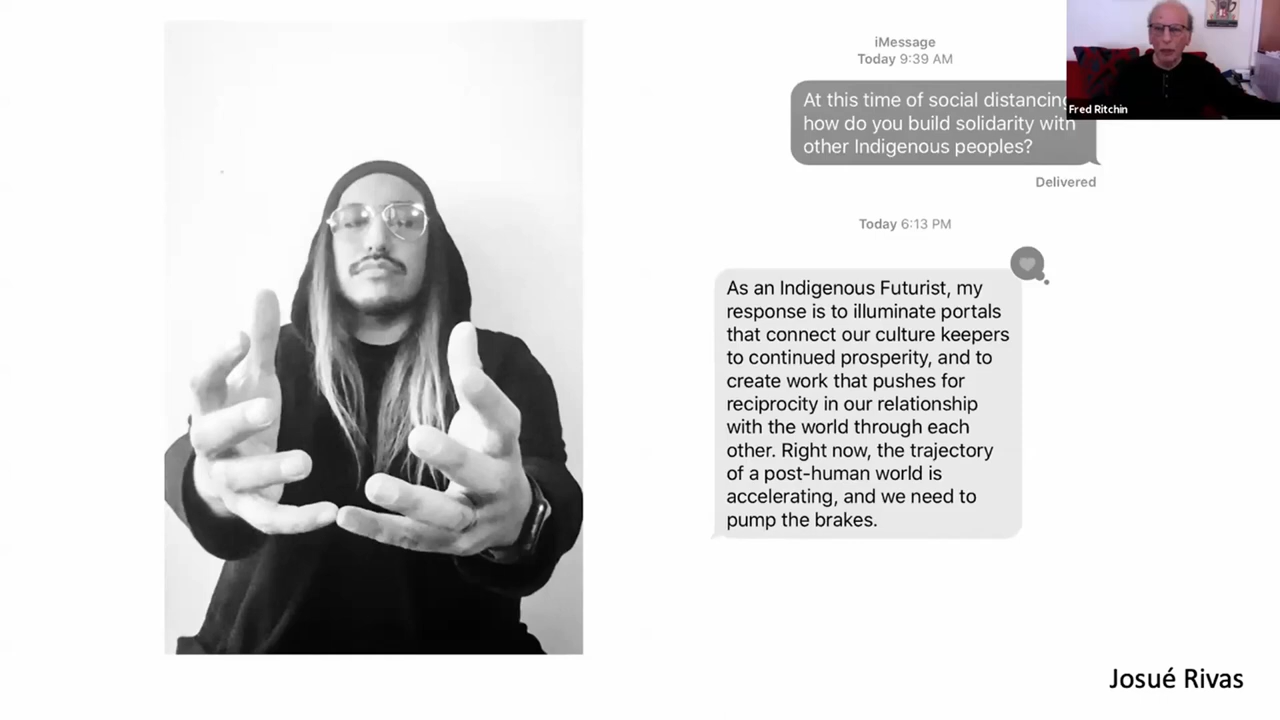 iMessage
Today 9:39 AM
At this time of social distancing
how do you build solidarity with
other Indigenous peoples?
Fred Ritchin
Delivered
Today 6:13 PM
As an Indigenous Futurist, my
response is to illuminate portals
that connect our culture keepers
to continued prosperity, and to
create work that pushes for
reciprocity in our relationship
with the world through each
other. Right now, the trajectory
of a post-human world is
accelerating, and we need to
pump the brakes.
Josué Rivas